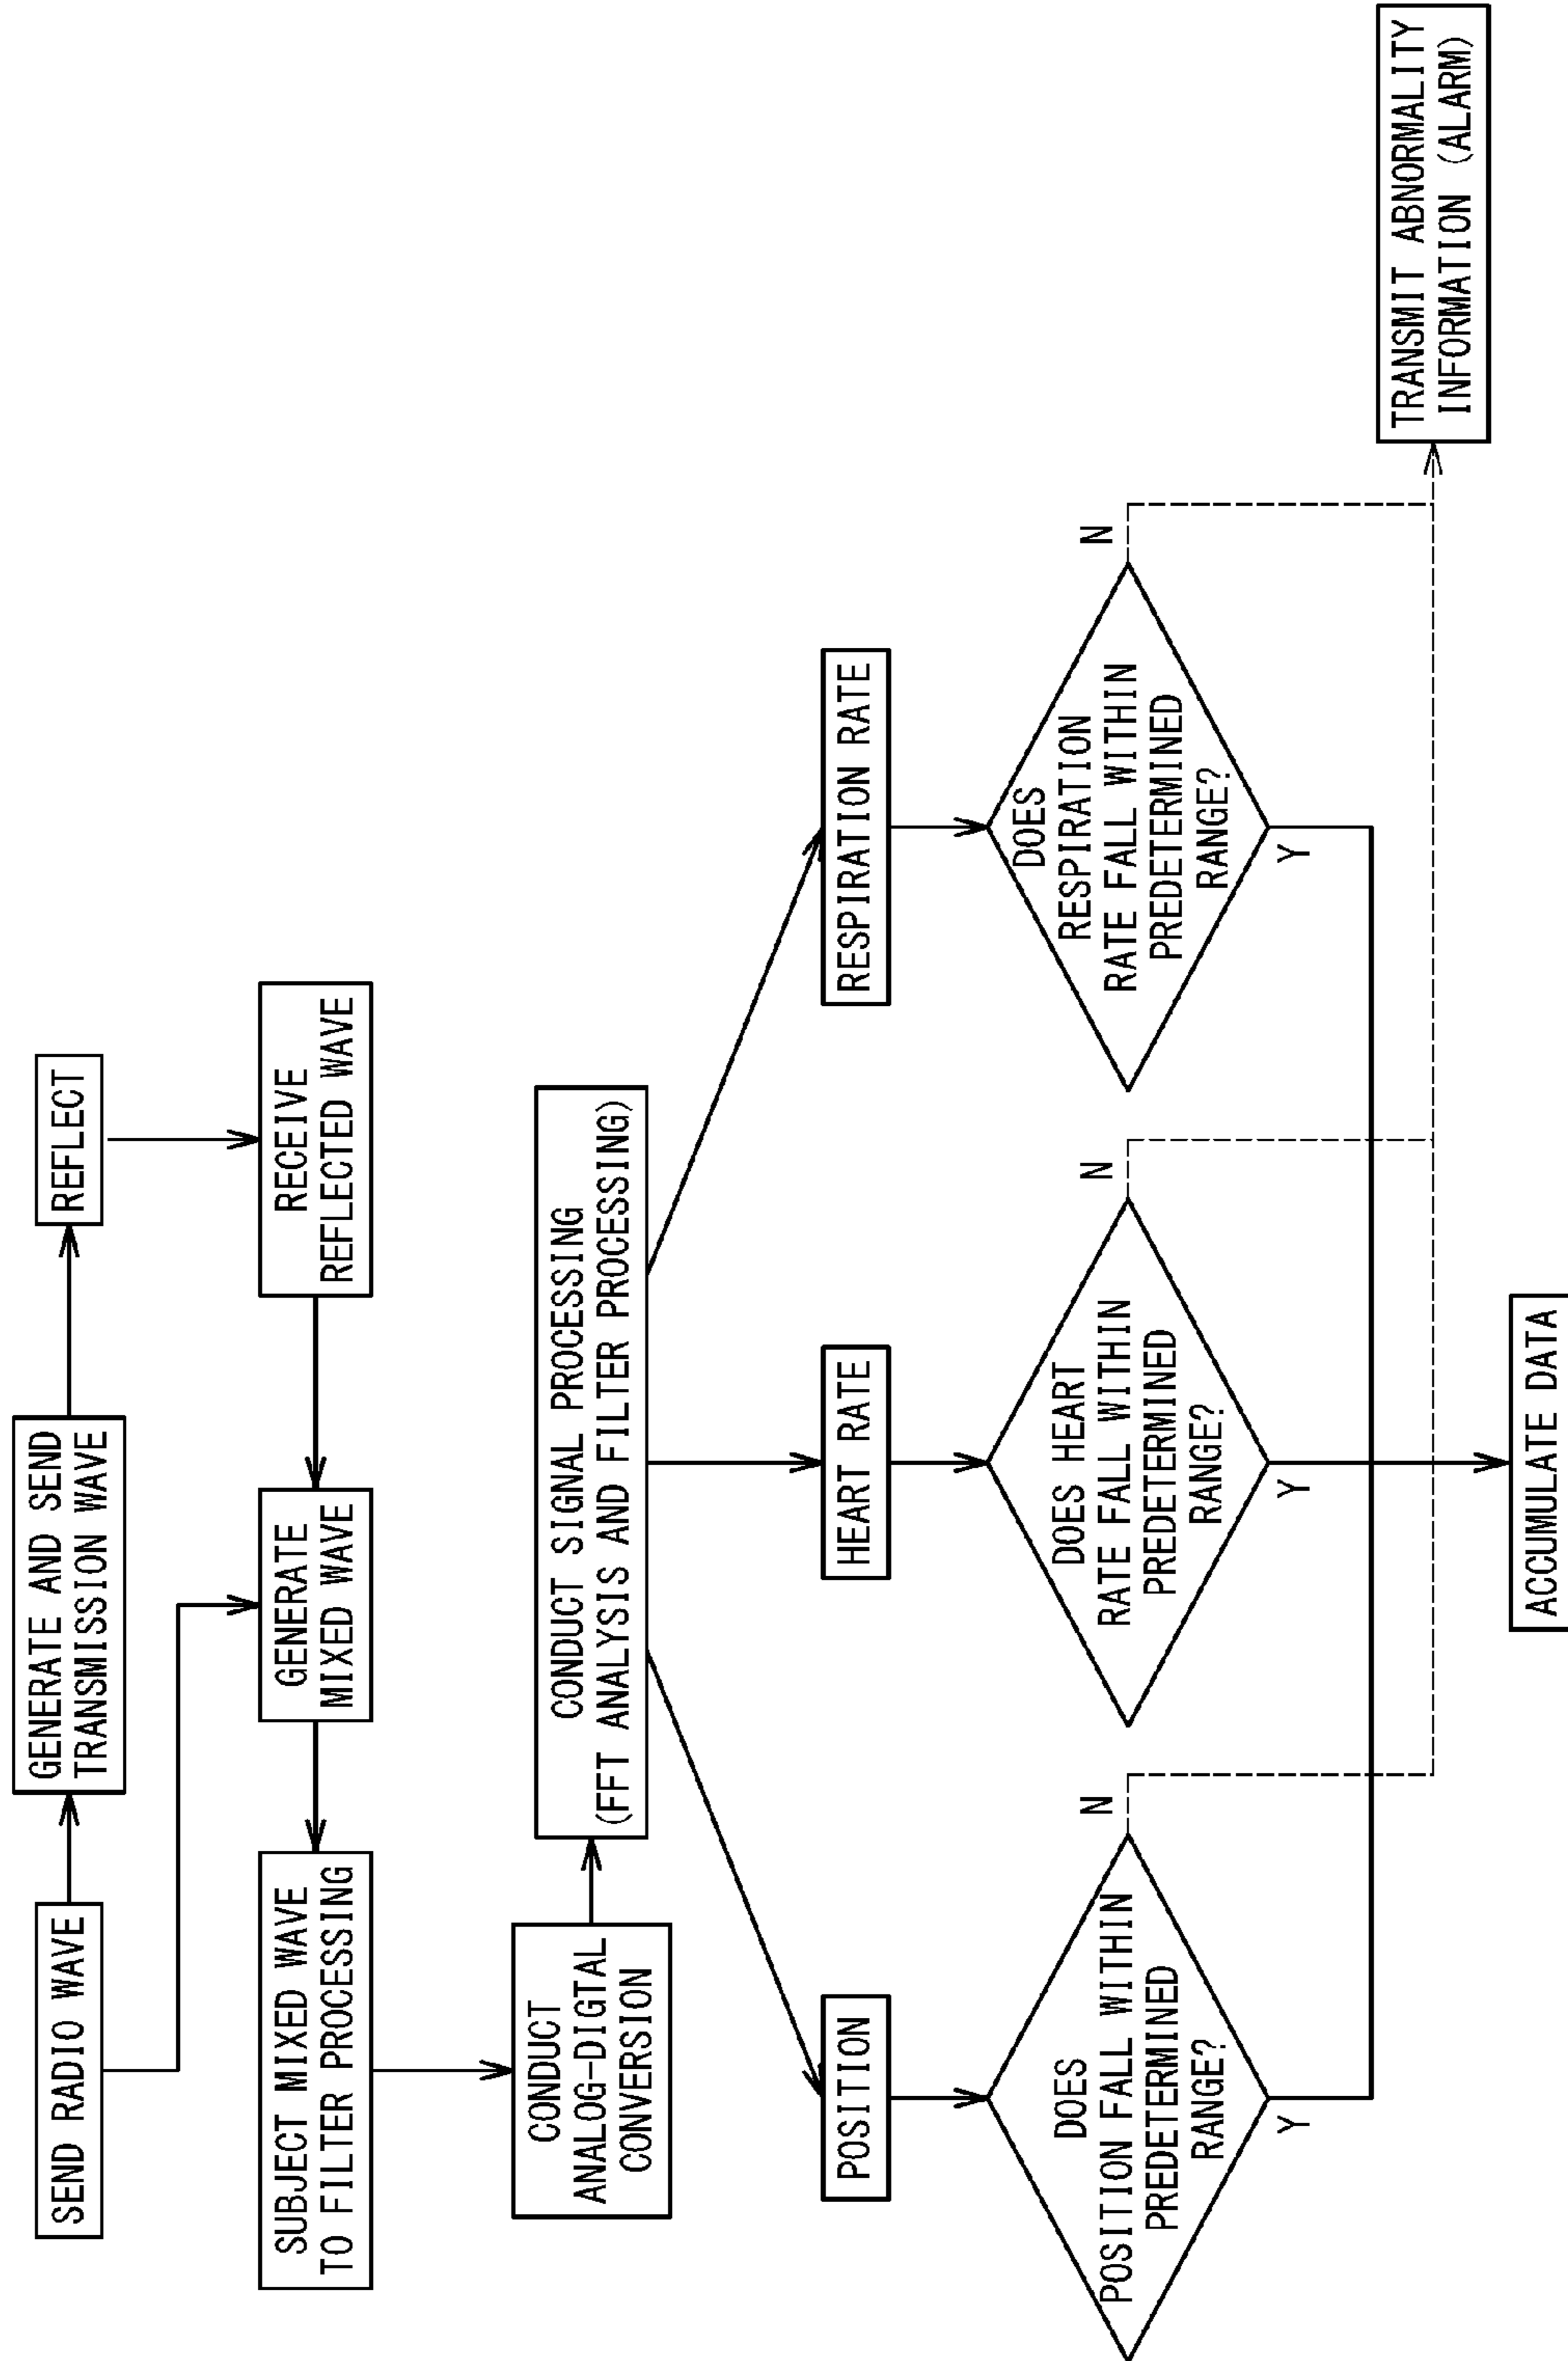 SEND RADIO WAVE
GENERATE AND SEND
TRANSMISSION WAVE
REFLECT
SUBJECT MIXED WAVE
TO FILTER PROCESSING
GENERATE
MIXED WAVE
RECEIVE
REFLECTED WAVE
CONDUCT
ANALOG-DIGTAL
CONVERSION
CONDUCT SIGNAL PROCESSING
(FFT ANALYSIS AND FILTER PROCESSING)
POSITION
HEART RATE
RESPIRATION RATE
DOES
POSITION FALL WITHIN
PREDETERMINED
RANGE?
N
Y
DOES HEART
RATE FALL WITHIN
PREDETERMINED
RANGE?
N
Y
DOES
RESPIRATION
RATE FALL WITHIN
PREDETERMINED
RANGE?
N
Y
TRANSMIT ABNORMALITY
INFORMATION (ALARM)
ACCUMULATE DATA